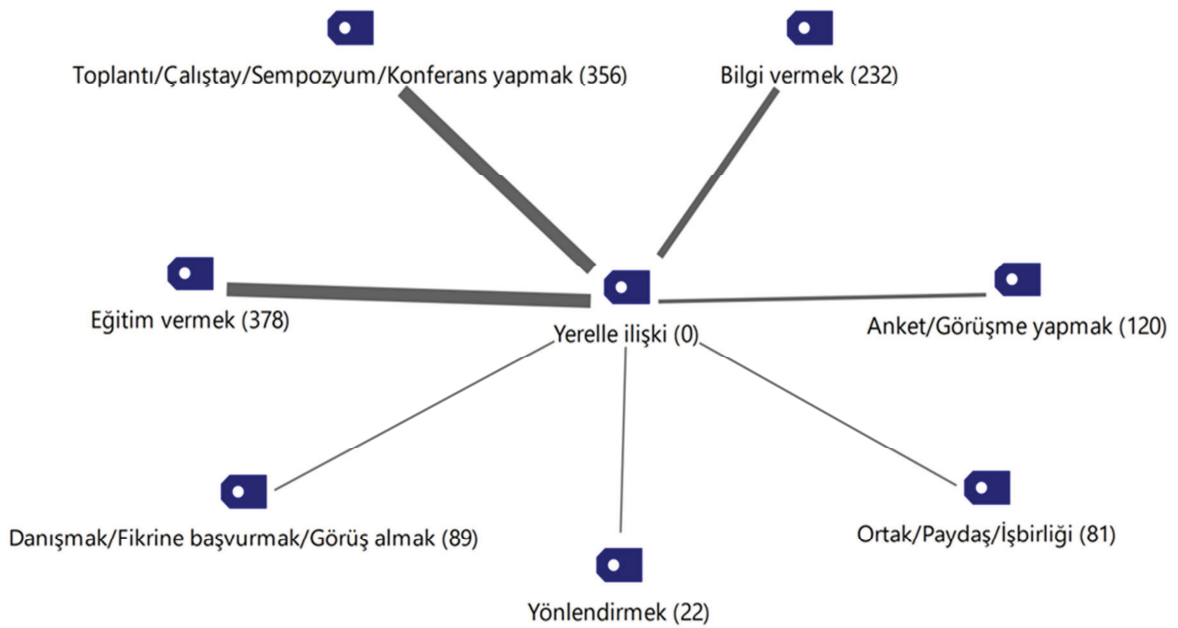 Toplantı/Çalıştay/Sempozyum/Konferans yapmak (356)
Bilgi vermek (232)
Eğitim vermek (378)
Yerelle ilişki (0)
Anket/Görüşme yapmak (120)
Danışmak/Fikrine başvurmak/Görüş almak (89)
Ortak/Paydaş/İşbirliği (81)
Yönlendirmek (22)